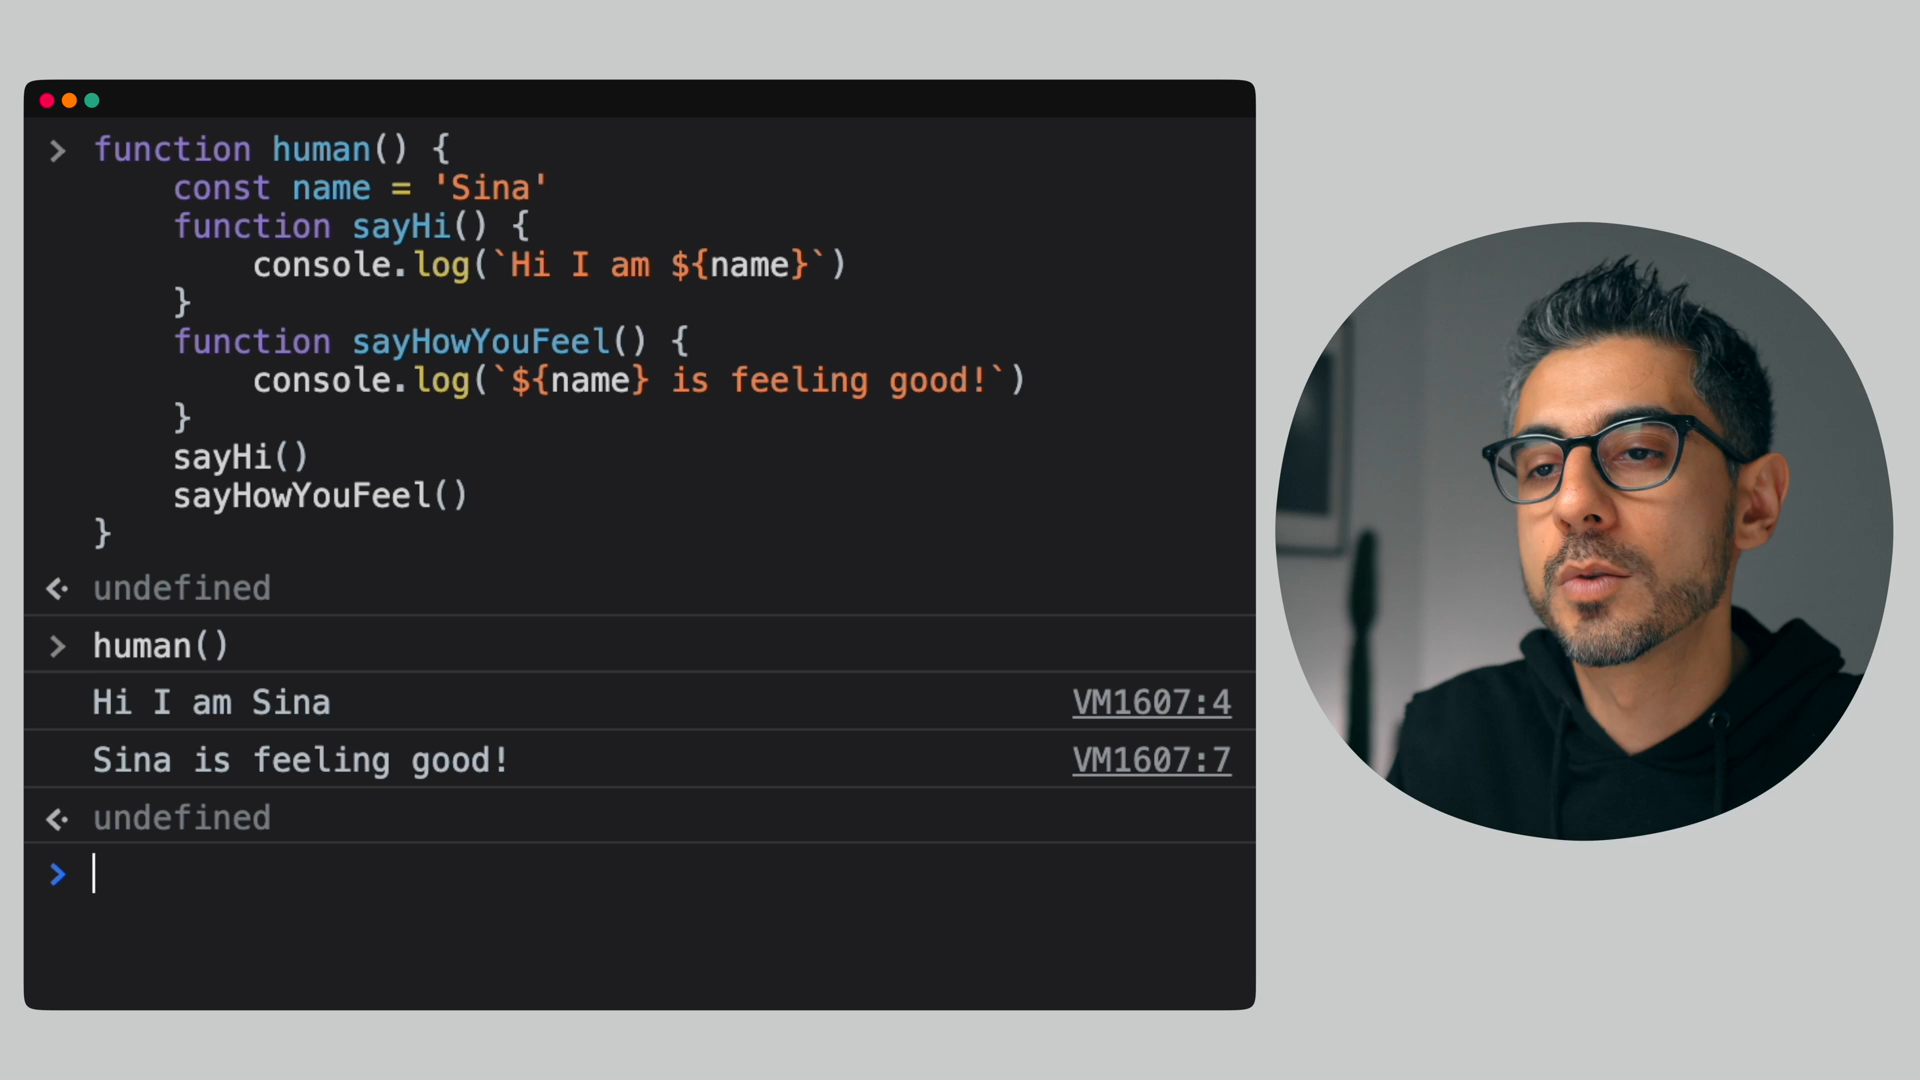 function human() {
const name = 'Sina'
function sayHi() {
console.log(`Hi I am ${name}`)
}
function sayHowYouFeel() {
console.log(`${name} is feeling good!`)
}
sayHi()
sayHowYouFeel()
}
undefined
human()
Hi I am Sina VM1607:4
Sina is feeling good! VM1607:7
undefined